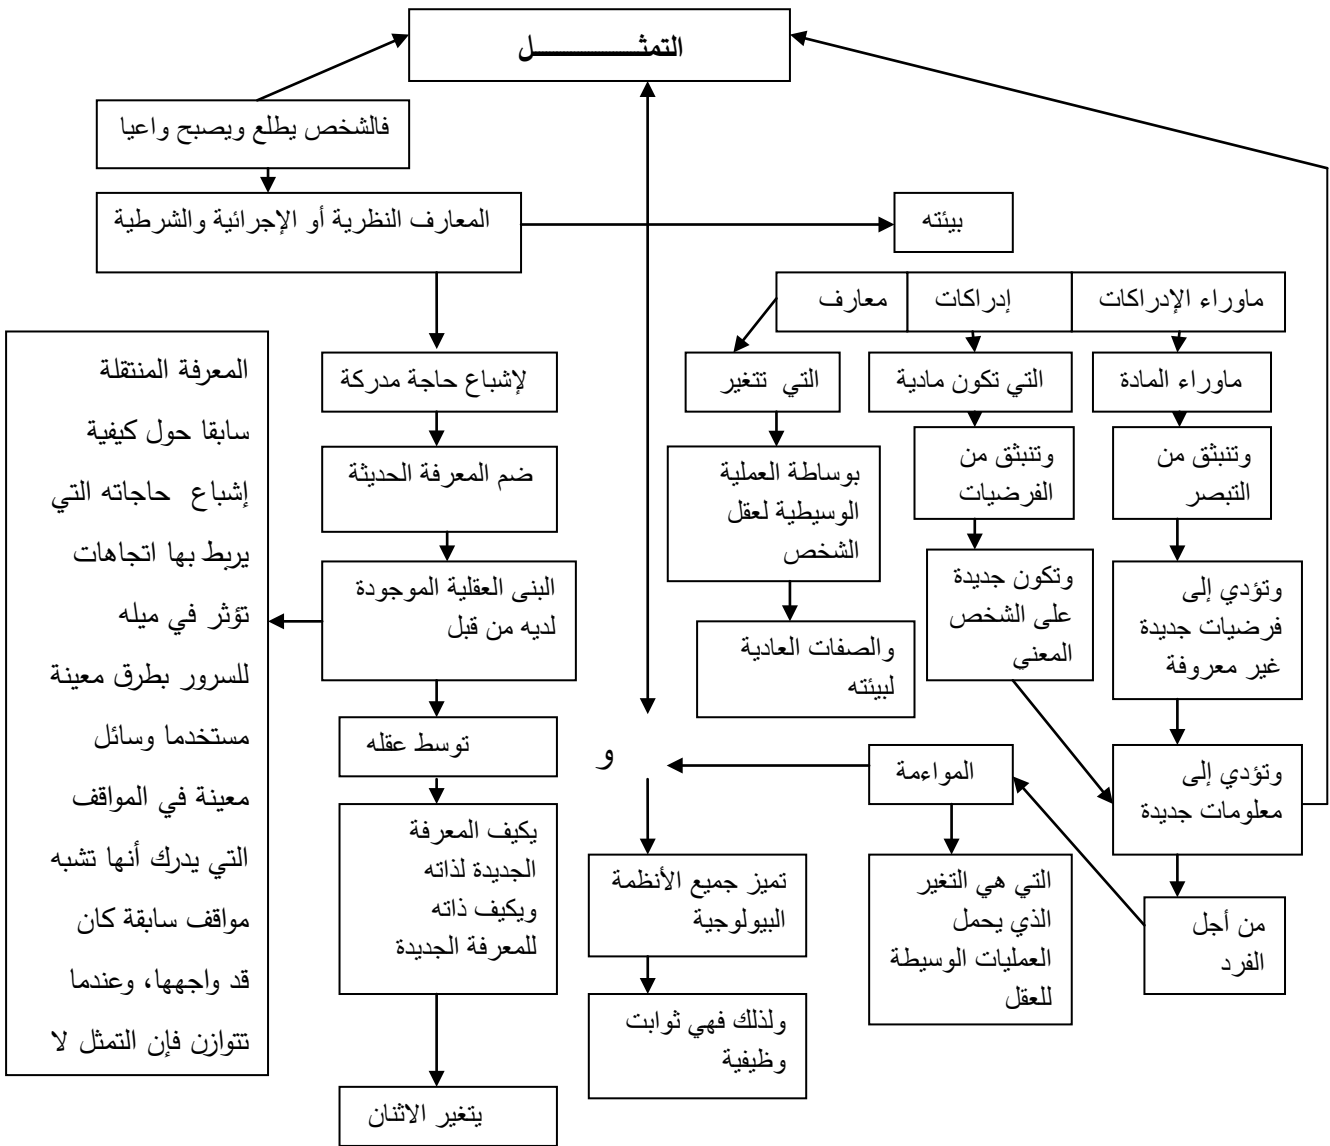 التمثــــــــل
فالشخص يطلع ويصبح واعيا
المعارف النظرية أو الإجرائية والشرطية
بيئته
ماوراء الإدراكات
إدراكات
معارف
ماوراء المادة
التي تكون مادية
التي تتغير
لإشباع حاجة مدركة
وتنبثق من
التبصر
وتنبثق من
الفرضيات
بوساطة العملية
الوسيطية لعقل
الشخص
ضم المعرفة الحديثة
وتؤدي إلى
فرضيات جديدة
غير معروفة
وتكون جديدة
على الشخص
المعني
والصفات العادية
لبيئته
البنى العقلية الموجودة
لديه من قبل
المعرفة المنتقلة
سابقا حول كيفية
إشباع حاجاته التي
يربط بها اتجاهات
تؤثر في ميله
للسرور بطرق معينة
مستخدما وسائل
معينة في المواقف
التي يدرك أنها تشبه
مواقف سابقة كان
قد واجهها، وعندما
تتوازن فإن التمثل لا
توسط عقله
و
المواءمة
وتؤدي إلى
معلومات جديدة
يكيف المعرفة
الجديدة لذاته
ويكيف ذاته
للمعرفة الجديدة
تميز جميع الأنظمة
البيولوجية
التي هي التغير
الذي يحمل
العمليات الوسيطة
للعقل
من أجل
الفرد
ولذلك فهي ثوابت
وظيفية
يتغير الاثنان